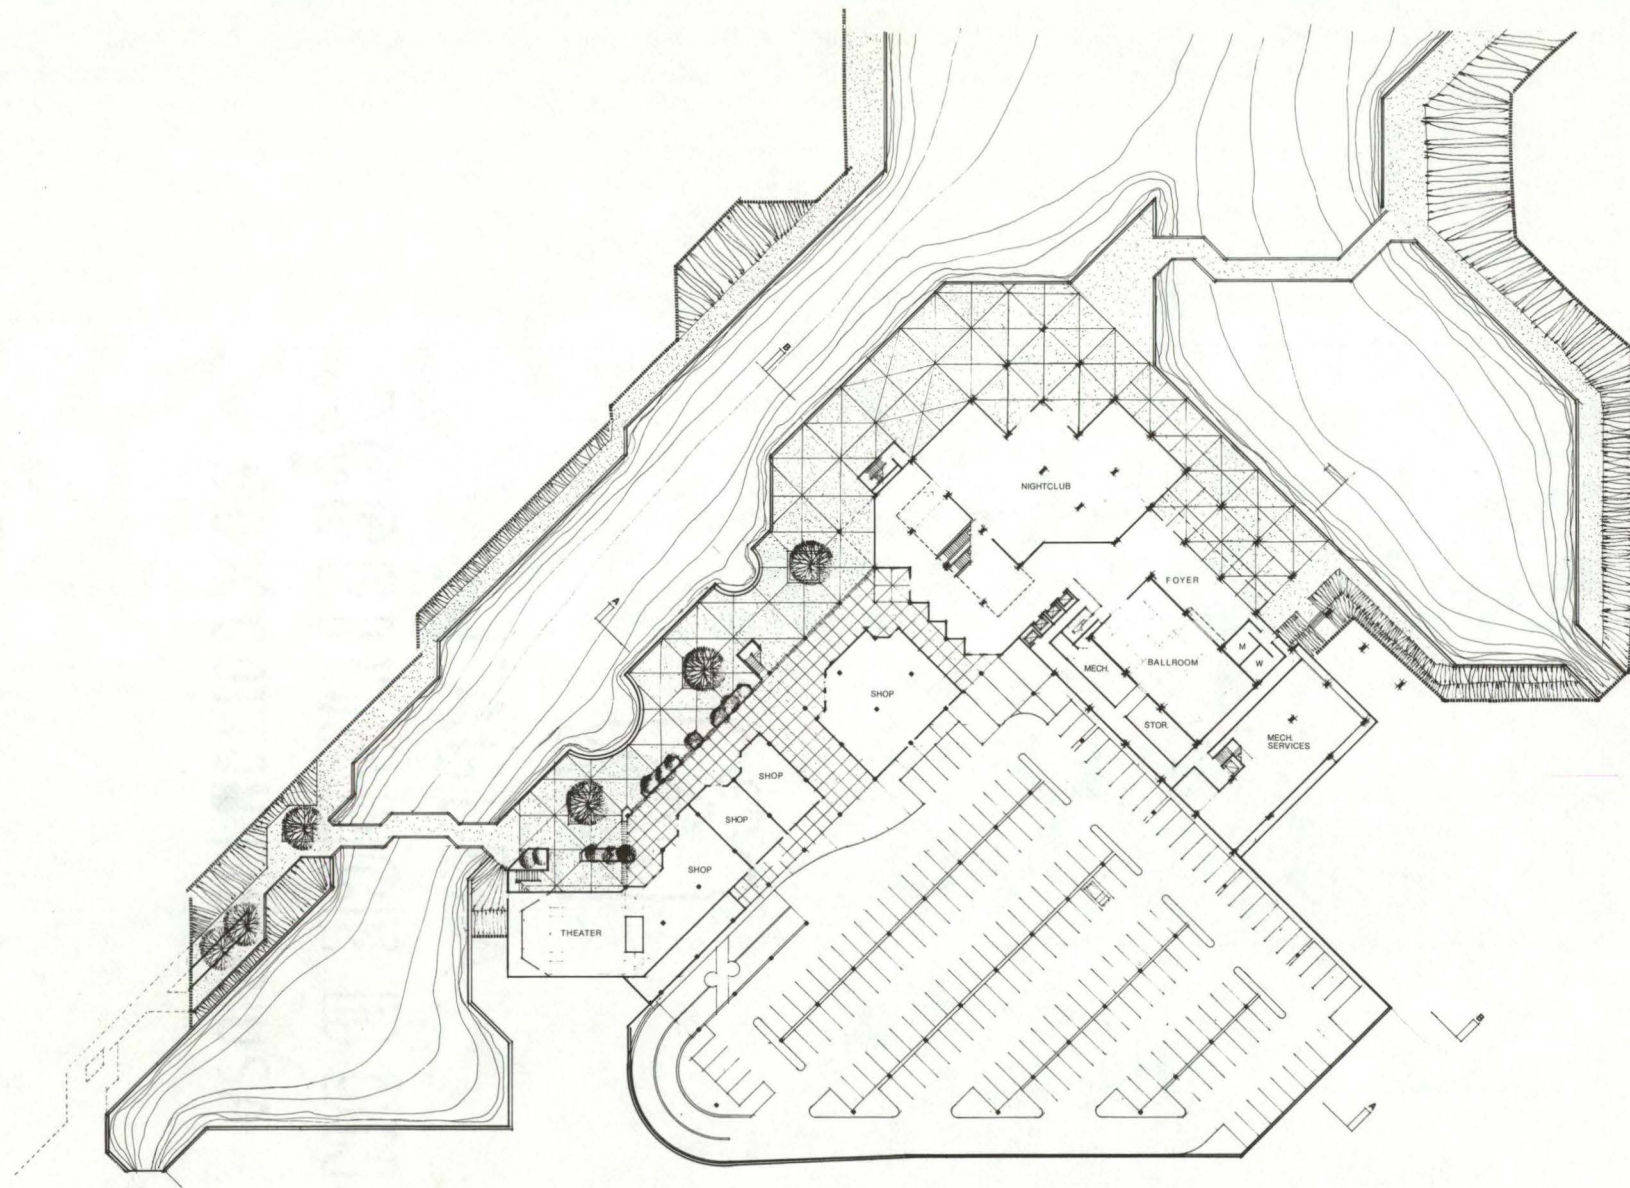 B
A
NIGHTCLUB
FOYER
M
W
MECH.
BALLROOM
SHOP
STOR.
MECH.
SERVICES
SHOP
SHOP
SHOP
THEATER
B
A